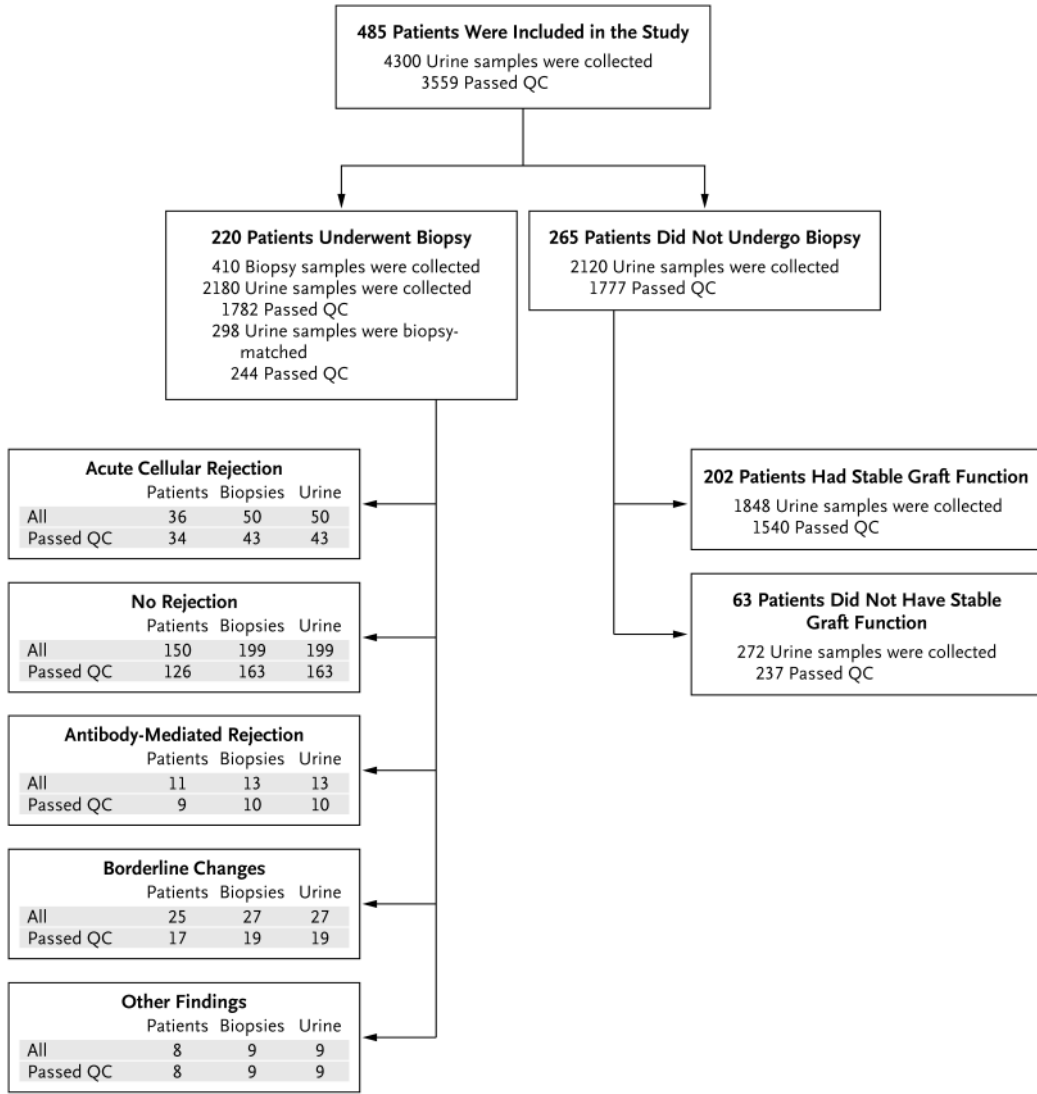 485 Patients Were Included in the Study
4300 Urine samples were collected
3559 Passed QC
220 Patients Underwent Biopsy
410 Biopsy samples were collected
2180 Urine samples were collected
1782 Passed QC
298 Urine samples were biopsy-
matched
244 Passed QC
265 Patients Did Not Undergo Biopsy
2120 Urine samples were collected
1777 Passed QC
Acute Cellular Rejection
Patients Biopsies Urine
All 36 50 50
Passed QC 34 43 43
No Rejection
Patients Biopsies Urine
All 150 199 199
Passed QC 126 163 163
Antibody-Mediated Rejection
Patients Biopsies Urine
All 11 13 13
Passed QC 9 10 10
Borderline Changes
Patients Biopsies Urine
All 25 27 27
Passed QC 17 19 19
Other Findings
Patients Biopsies Urine
All 8 9 9
Passed QC 8 9 9
202 Patients Had Stable Graft Function
1848 Urine samples were collected
1540 Passed QC
63 Patients Did Not Have Stable
Graft Function
272 Urine samples were collected
237 Passed QC